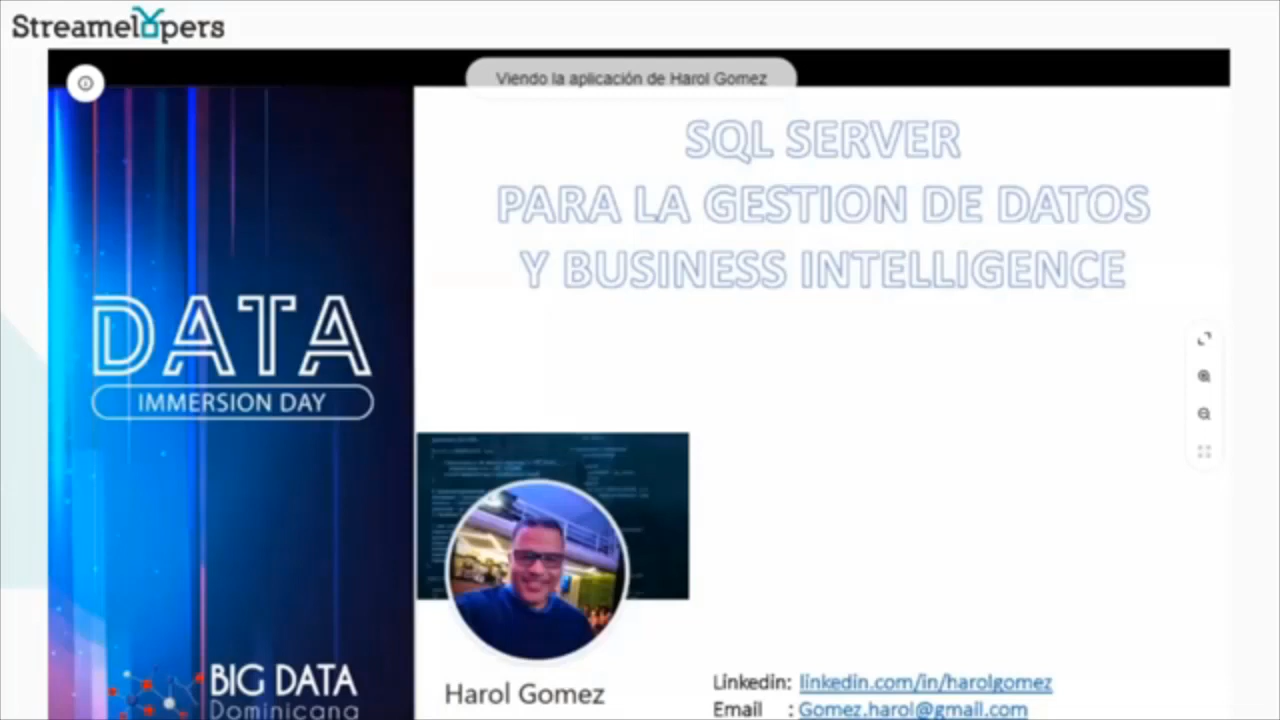 Streamelopers
Viendo la aplicación de Harol Gomez
SQL SERVER
PARA LA GESTION DE DATOS
Y BUSINESS INTELLIGENCE
DATA
IMMERSION DAY
BIG DATA
Dominicana
Harol Gomez
Linkedin: linkedin.com/in/harolgomez
Email : Gomez.harol@gmail.com